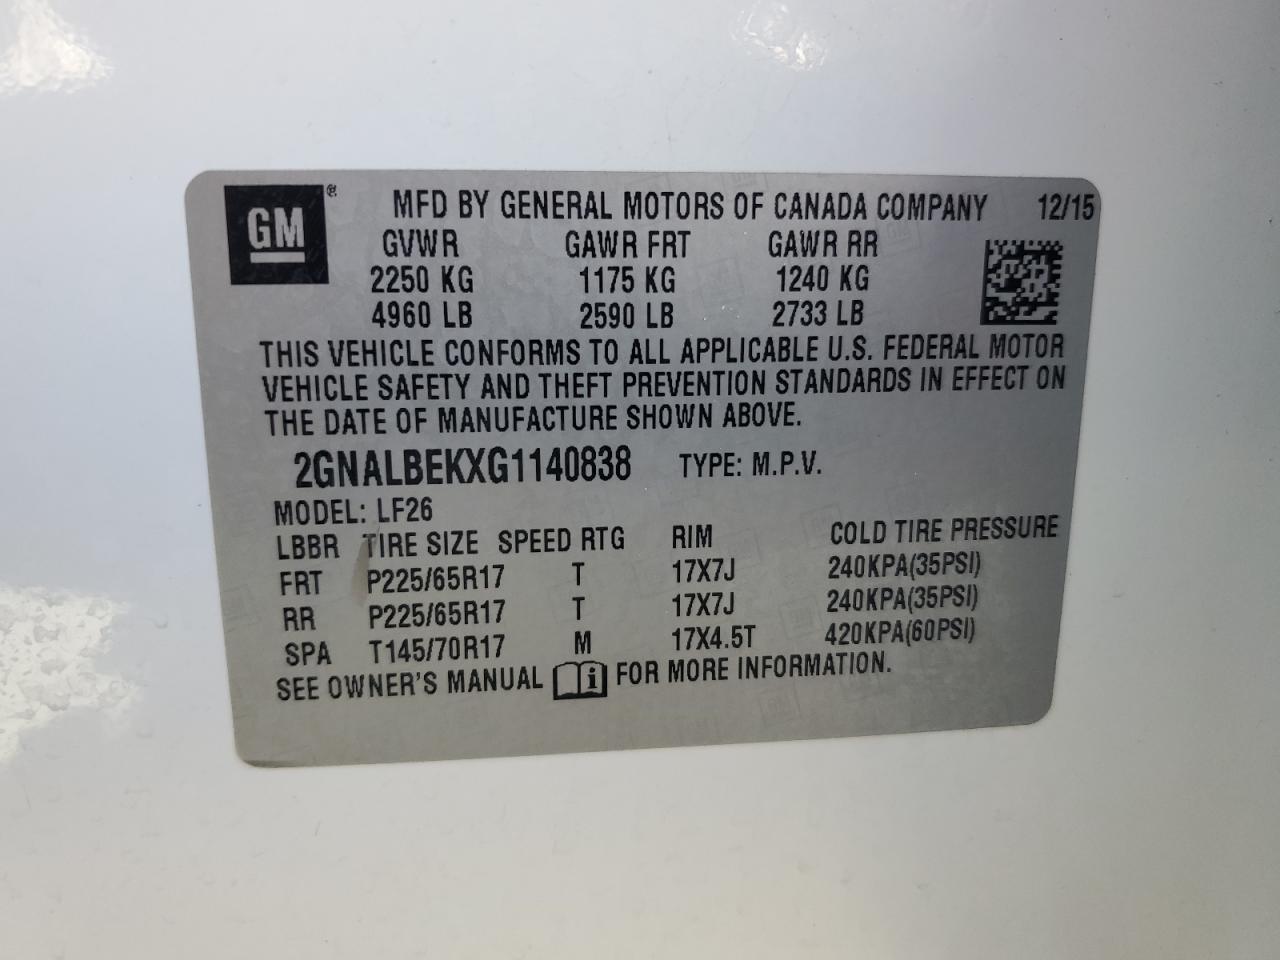 GM®
MFD BY GENERAL MOTORS OF CANADA COMPANY 12/15
GVWR GAWR FRT GAWR RR
2250 KG 1175 KG 1240 KG
4960 LB 2590 LB 2733 LB
THIS VEHICLE CONFORMS TO ALL APPLICABLE U.S. FEDERAL MOTOR
VEHICLE SAFETY AND THEFT PREVENTION STANDARDS IN EFFECT ON
THE DATE OF MANUFACTURE SHOWN ABOVE.
2GNALBEKXG1140838 TYPE: M.P.V.
MODEL: LF26
LBBR TIRE SIZE SPEED RTG RIM COLD TIRE PRESSURE
FRT P225/65R17 T 17X7J 240KPA(35PSI)
RR P225/65R17 T 17X7J 240KPA(35PSI)
SPA T145/70R17 M 17X4.5T 420KPA(60PSI)
SEE OWNER'S MANUAL i FOR MORE INFORMATION.